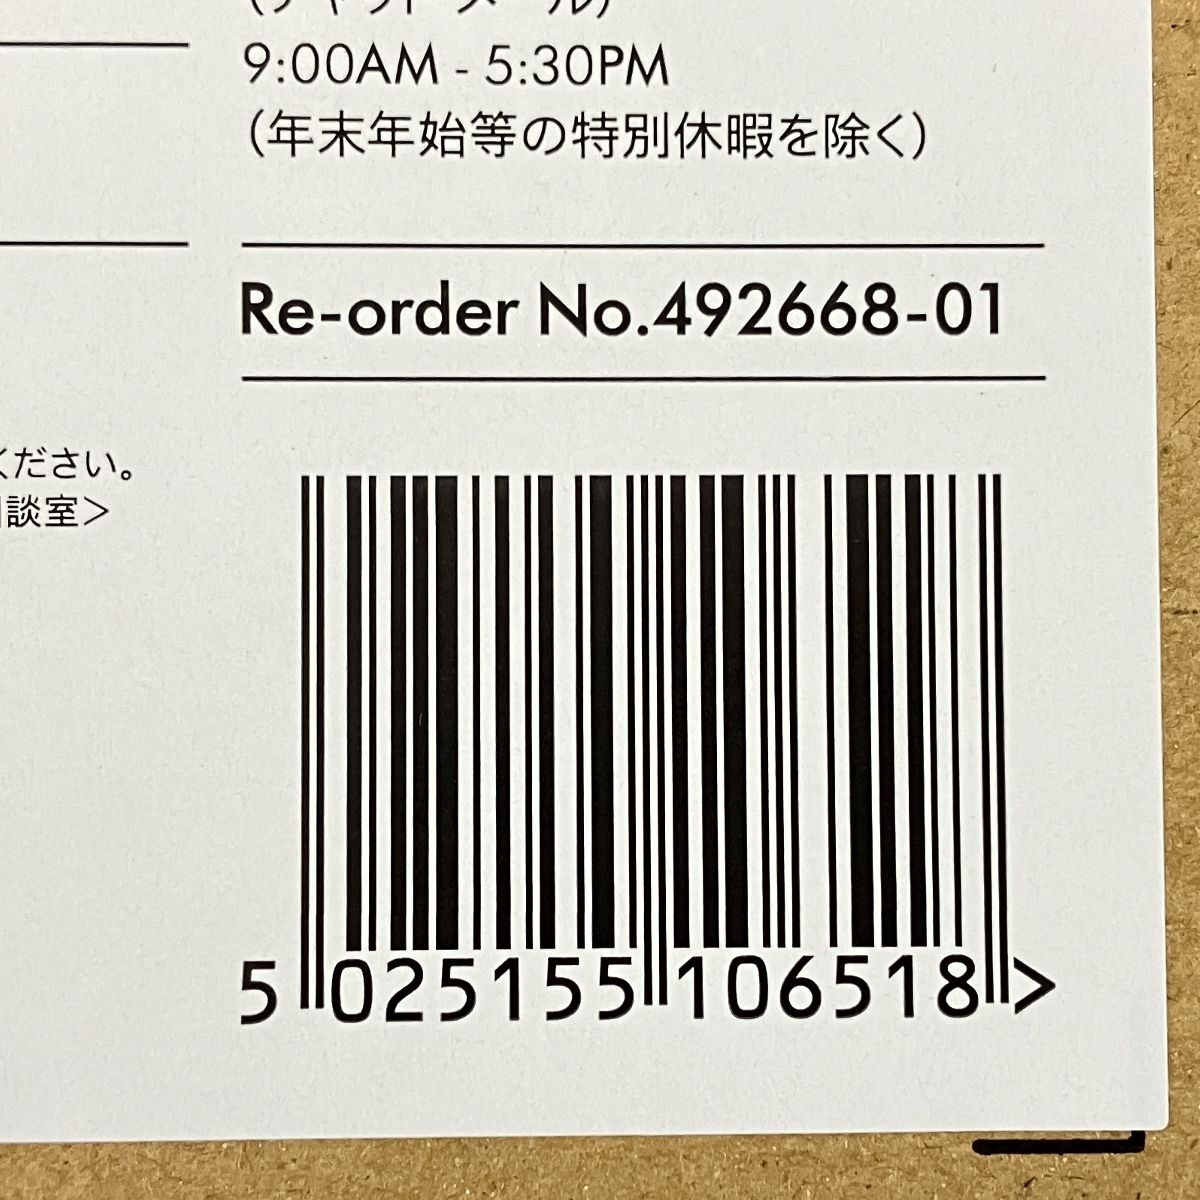 9:00AM - 5:30PM
(年末年始等の特別休暇を除く)
Re-order No.492668-01
ください。
談室>
5 025155 106518 >